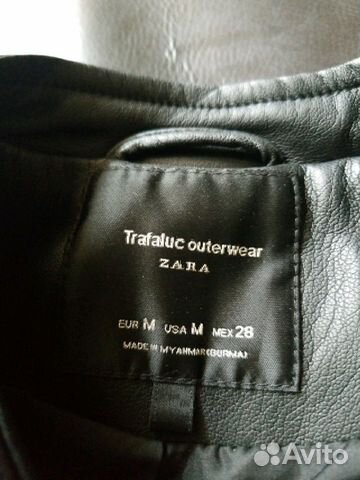 Trafaluc outerwear
ZARA
EUR M USA M MEX 28
MADE IN MYANMAR(BURMA)
Avito